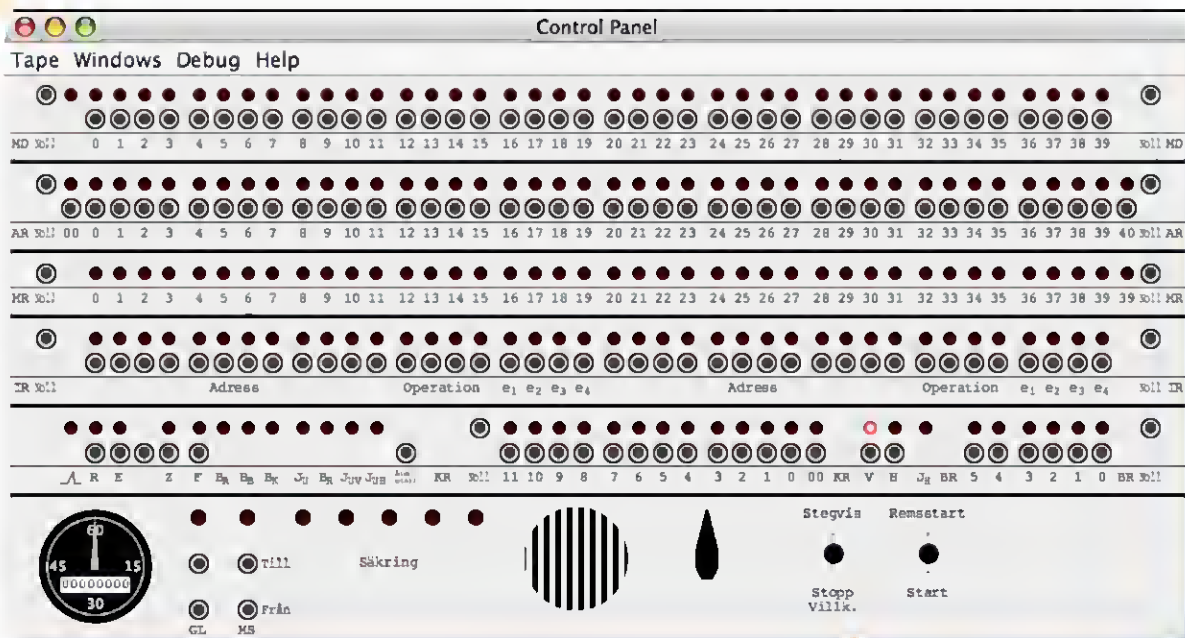 Control Panel
Tape Windows Debug Help
MD 0 1 2 3 4 5 6 7 8 9 10 11 12 13 14 15 16 17 18 19 20 21 22 23 24 25 26 27 28 29 30 31 32 33 34 35 36 37 38 39 MD
AR 00 0 1 2 3 4 5 6 7 8 9 10 11 12 13 14 15 16 17 18 19 20 21 22 23 24 25 26 27 28 29 30 31 32 33 34 35 36 37 38 39 40 AR
MR 0 1 2 3 4 5 6 7 8 9 10 11 12 13 14 15 16 17 18 19 20 21 22 23 24 25 26 27 28 29 30 31 32 33 34 35 36 37 38 39 39 MR
IR Adress Operation e₁ e₂ e₃ e₄ Adress Operation e₁ e₂ e₃ e₄ IR
R E Z F KR 11 10 9 8 7 6 5 4 3 2 1 0 00 KR V H BR 5 4 3 2 1 0 BR
60
45 15
00000000
30
Till
Från
GL MS
Säkring
Stegvis Remsstart
Stopp Start
Villk.